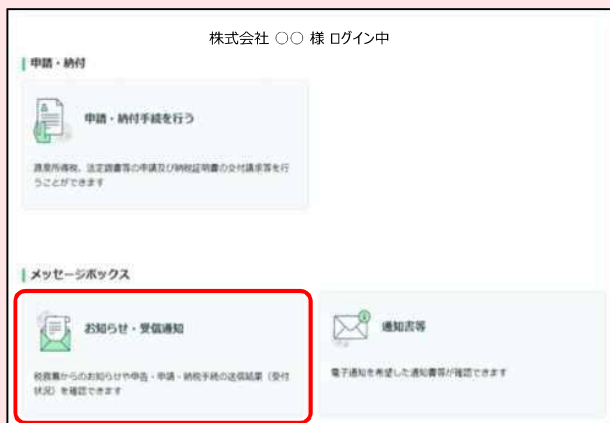 株式会社 ○○ 様 ログイン中
申請・納付
申請・納付手続を行う
源泉所得税、法定調書等の申請及び納税証明書の交付請求等を行
うことができます
メッセージボックス
お知らせ・受信通知
税務署からのお知らせや申告・申請・納税手続の送信結果（受付
状況）を確認できます
通知書等
電子通知を希望した通知書等が確認できます